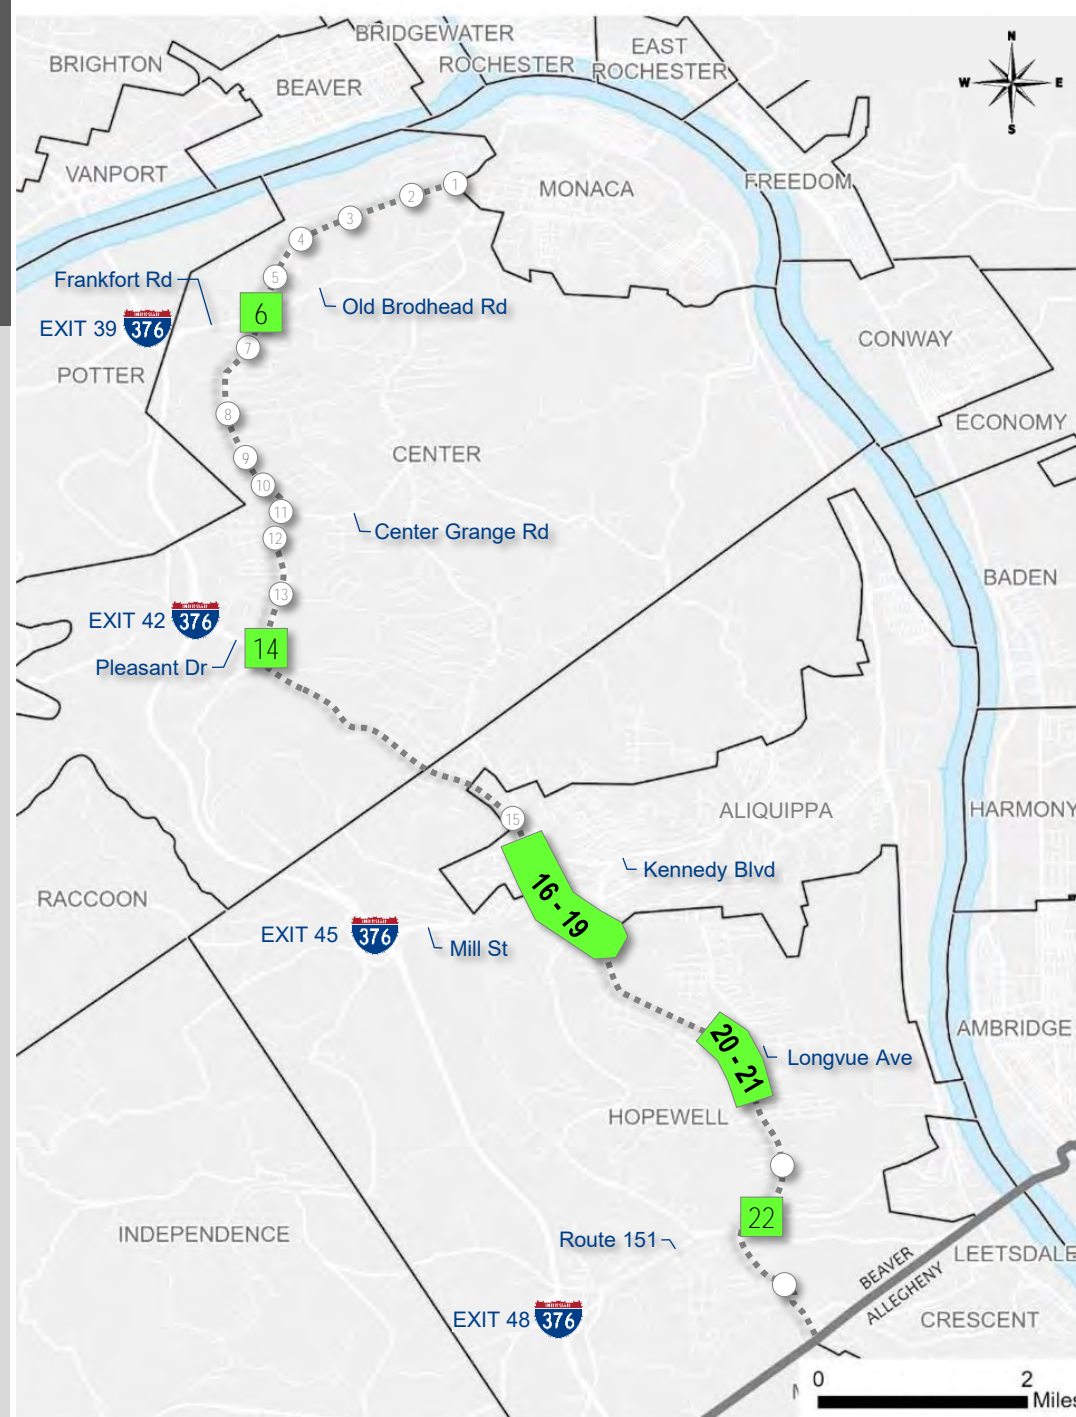 BRIDGEWATER
BRIGHTON
EAST
ROCHESTER
ROCHESTER
BEAVER
N
W E
S
VANPORT
MONACA
FREEDOM
1
2
3
4
5
Frankfort Rd
Old Brodhead Rd
6
EXIT 39
INTERSTATE
376
7
CONWAY
POTTER
8
ECONOMY
CENTER
9
10
11
Center Grange Rd
12
BADEN
13
EXIT 42
INTERSTATE
376
14
Pleasant Dr
15
ALIQUIPPA
HARMONY
Kennedy Blvd
RACCOON
16 - 19
EXIT 45
INTERSTATE
376
Mill St
AMBRIDGE
20 - 21
Longvue Ave
HOPEWELL
22
INDEPENDENCE
Route 151
BEAVER
ALLEGHENY
LEETSDALE
EXIT 48
INTERSTATE
376
CRESCENT
0 2
Miles